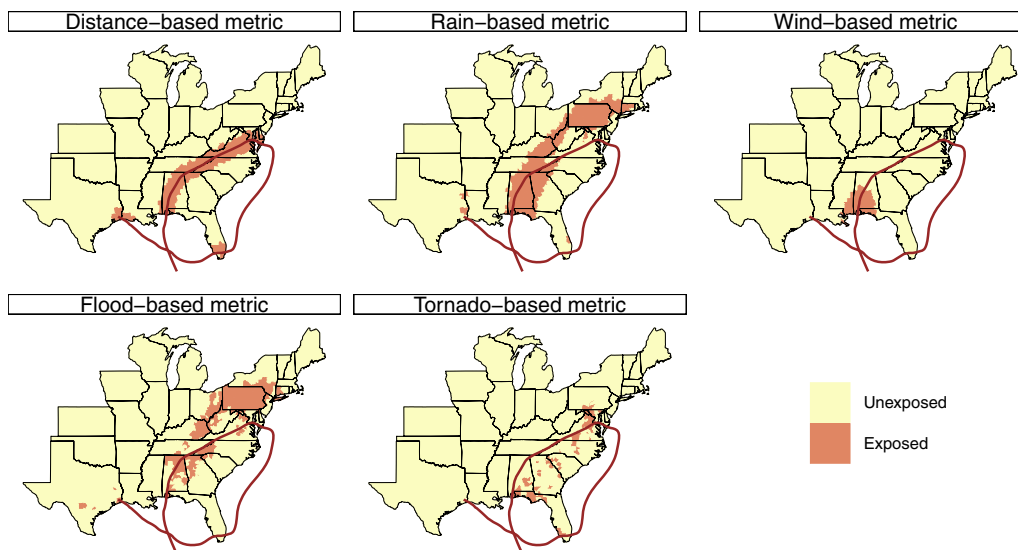 Distance−based metric
Rain−based metric
Wind−based metric
Flood−based metric
Tornado−based metric
Unexposed
Exposed